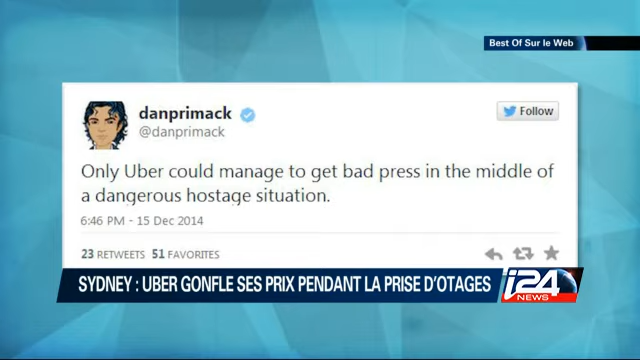 Best Of Sur le Web
danprimack
@danprimack
Follow
Only Uber could manage to get bad press in the middle of
a dangerous hostage situation.
6:46 PM - 15 Dec 2014
23 RETWEETS 51 FAVORITES
SYDNEY : UBER GONFLE SES PRIX PENDANT LA PRISE D'OTAGES
i24
NEWS